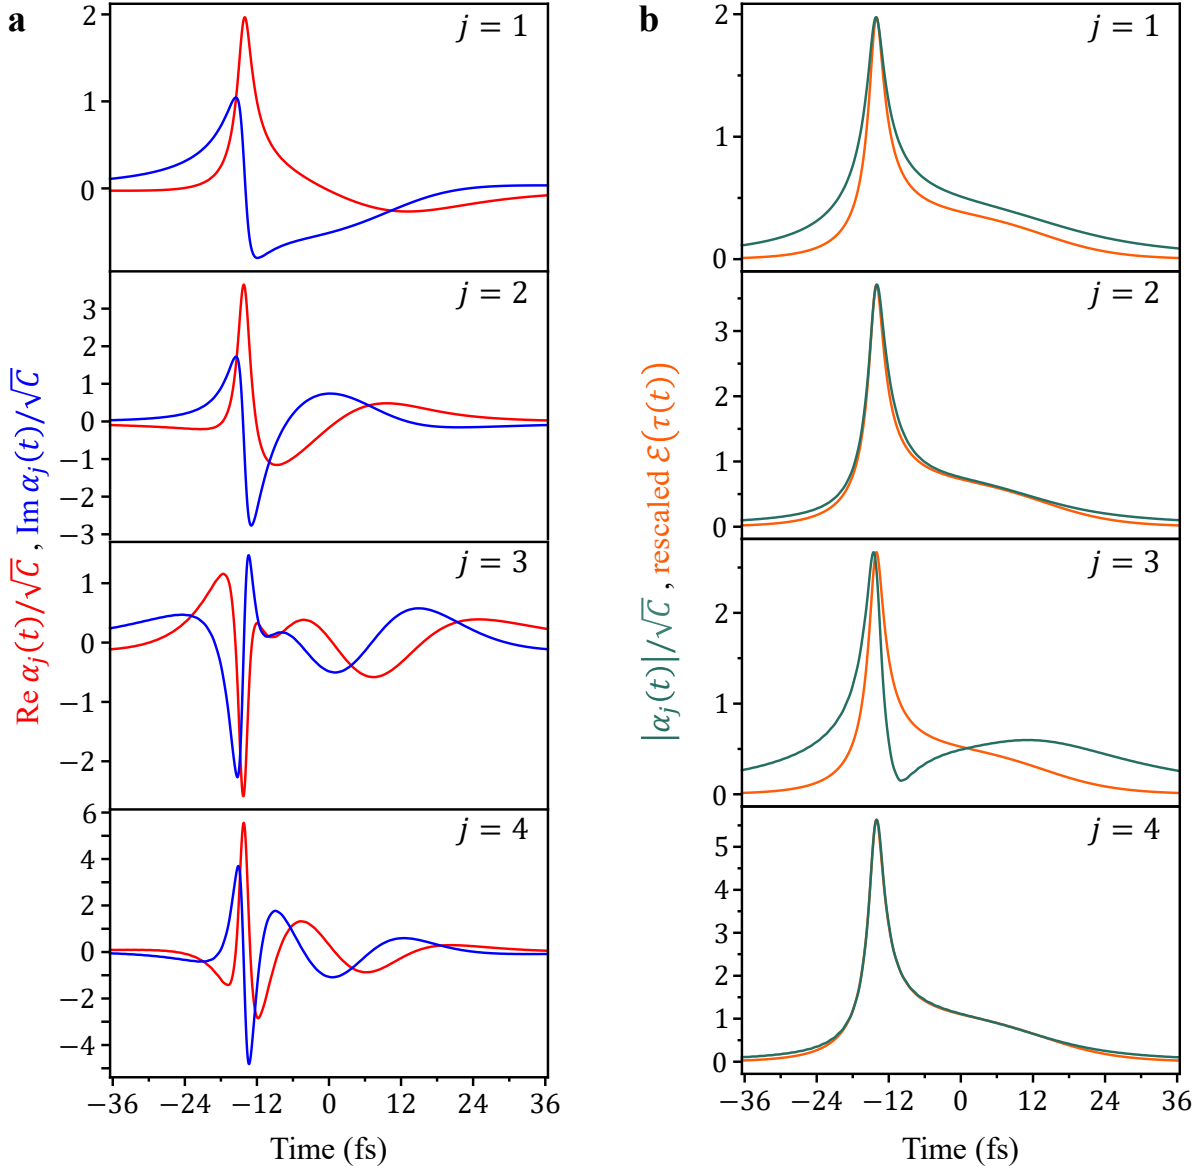 a
Re αⱼ(t)/√C , Im αⱼ(t)/√C
j = 1
2
1
0
j = 2
3
2
1
0
−1
−2
−3
j = 3
1
0
−1
−2
j = 4
6
4
2
0
−2
−4
−36 −24 −12 0 12 24 36
Time (fs)
b
|αⱼ(t)|/√C , rescaled ℰ(τ(t))
j = 1
2
1
0
j = 2
3
2
1
0
j = 3
2
1
0
j = 4
5
4
3
2
1
0
−36 −24 −12 0 12 24 36
Time (fs)